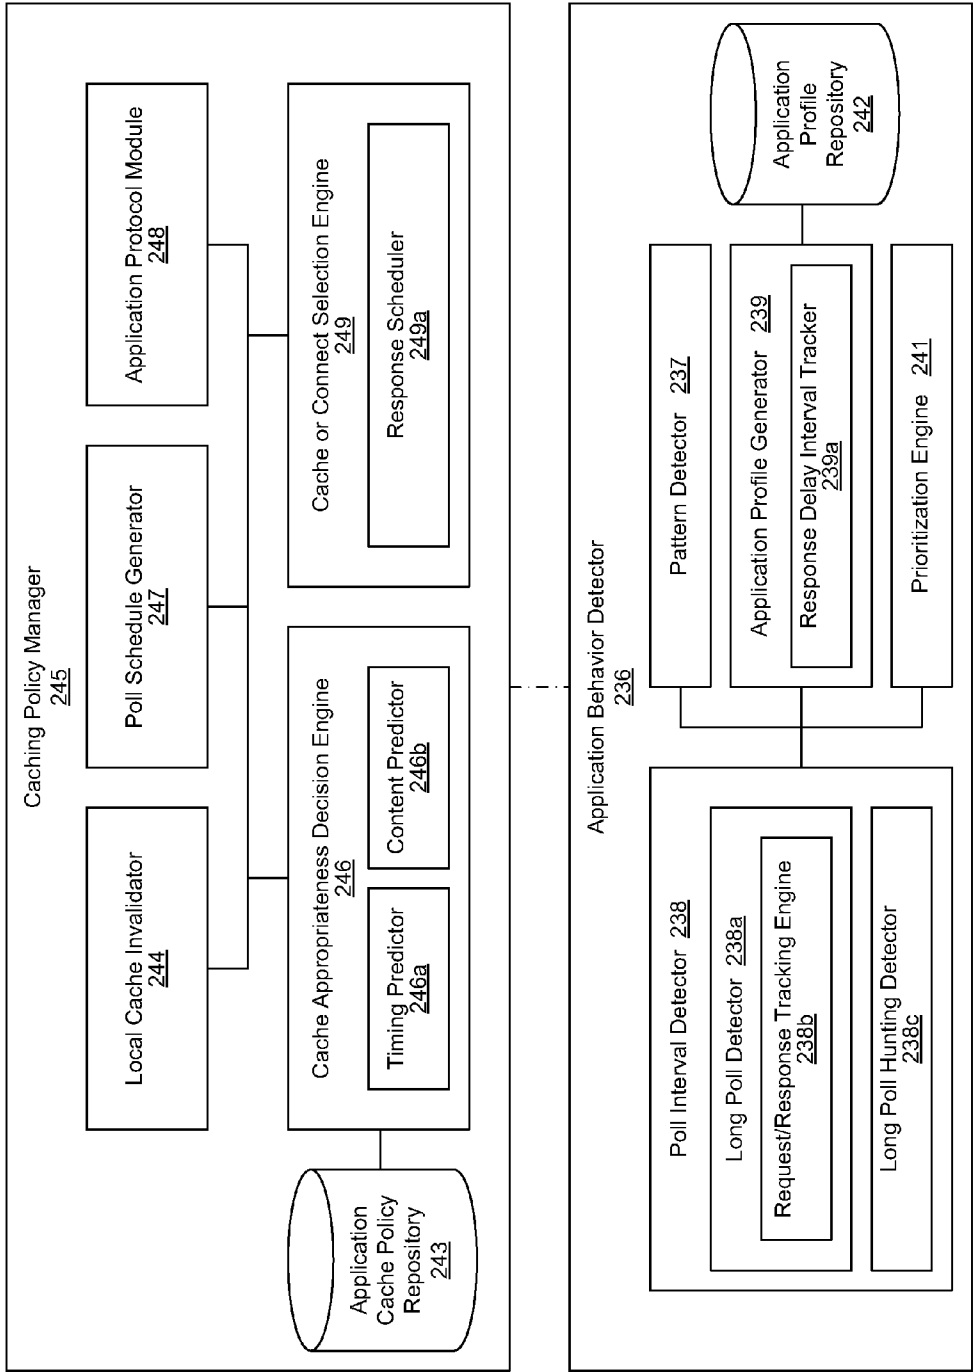 Caching Policy Manager
245
Local Cache Invalidator
244
Poll Schedule Generator
247
Application Protocol Module
248
Application
Cache Policy
Repository
243
Cache Appropriateness Decision Engine
246
Timing Predictor
246a
Content Predictor
246b
Cache or Connect Selection Engine
249
Response Scheduler
249a
Application Behavior Detector
236
Poll Interval Detector 238
Long Poll Detector 238a
Request/Response Tracking Engine
238b
Long Poll Hunting Detector
238c
Pattern Detector 237
Application Profile Generator 239
Response Delay Interval Tracker
239a
Prioritization Engine 241
Application
Profile
Repository
242